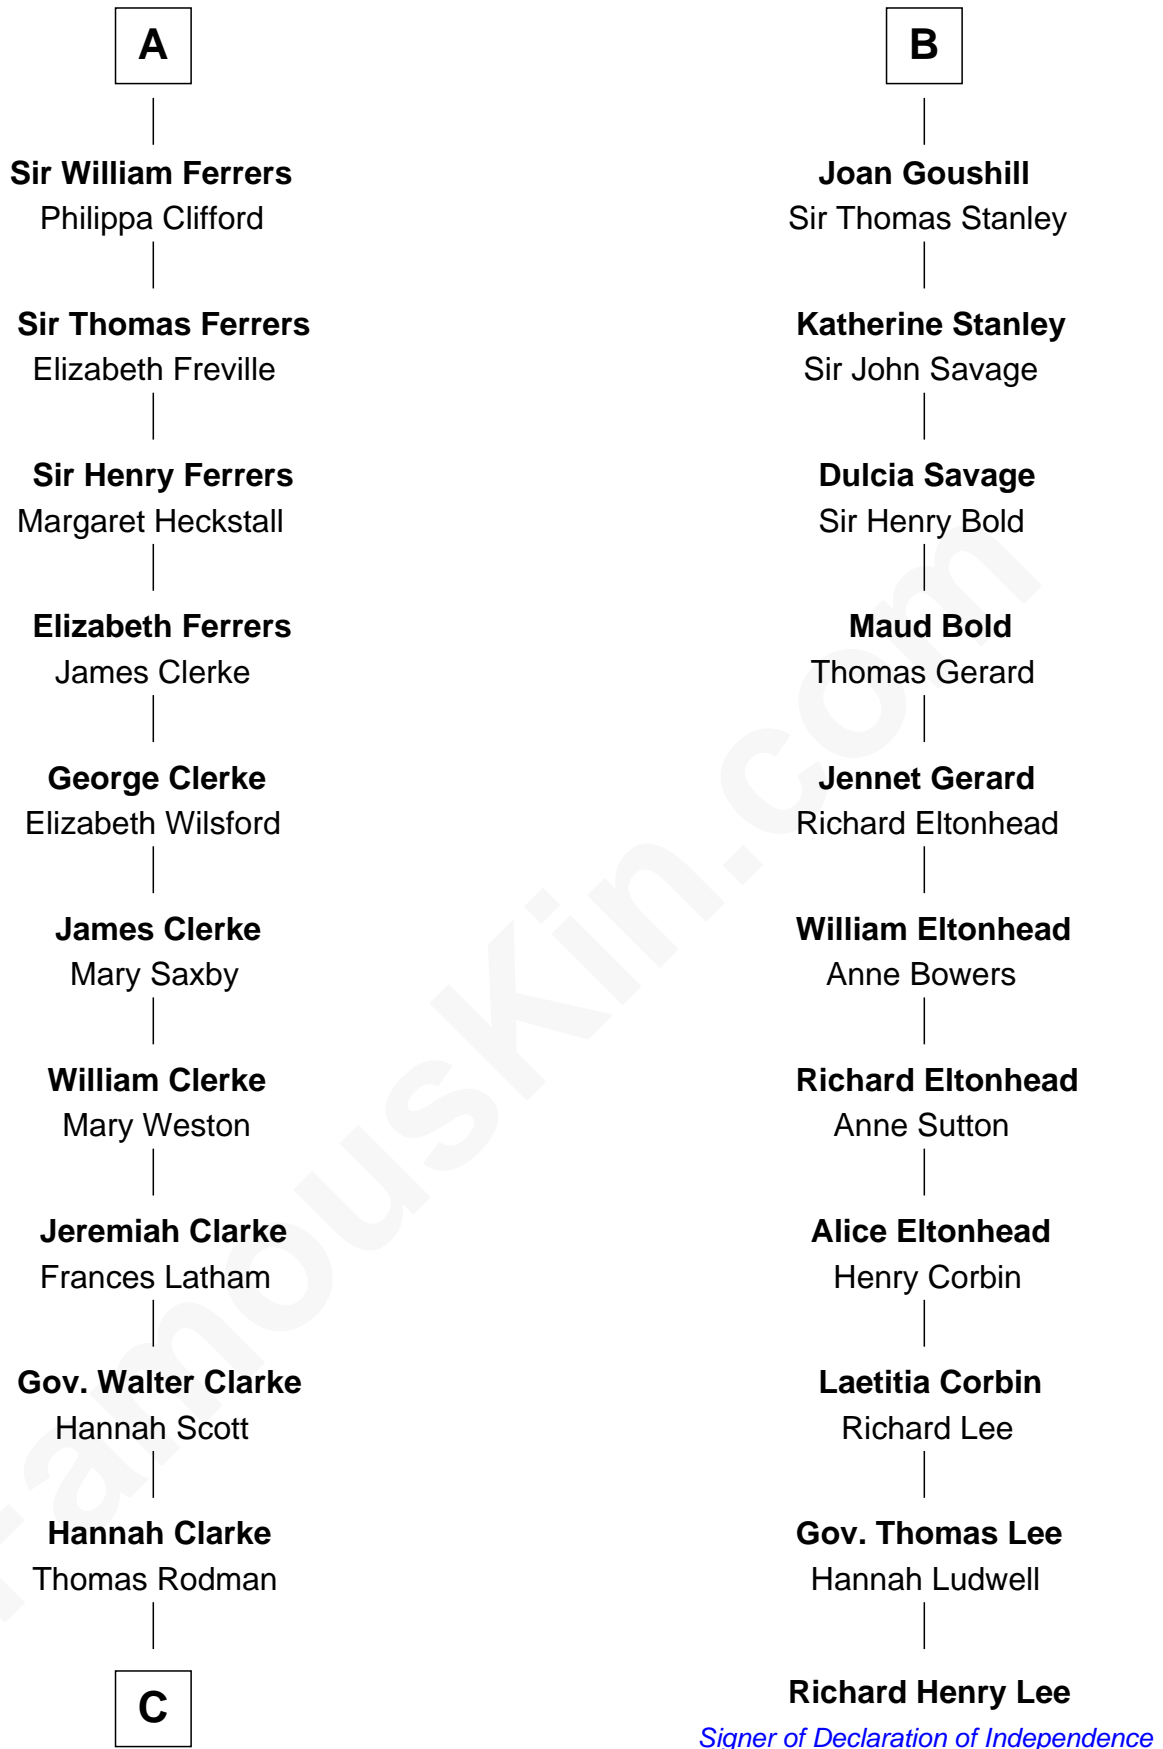 A
Sir William Ferrers
Philippa Clifford
Sir Thomas Ferrers
Elizabeth Freville
Sir Henry Ferrers
Margaret Heckstall
Elizabeth Ferrers
James Clerke
George Clerke
Elizabeth Wilsford
James Clerke
Mary Saxby
William Clerke
Mary Weston
Jeremiah Clarke
Frances Latham
Gov. Walter Clarke
Hannah Scott
Hannah Clarke
Thomas Rodman
C
B
Joan Goushill
Sir Thomas Stanley
Katherine Stanley
Sir John Savage
Dulcia Savage
Sir Henry Bold
Maud Bold
Thomas Gerard
Jennet Gerard
Richard Eltonhead
William Eltonhead
Anne Bowers
Richard Eltonhead
Anne Sutton
Alice Eltonhead
Henry Corbin
Laetitia Corbin
Richard Lee
Gov. Thomas Lee
Hannah Ludwell
Richard Henry Lee
Signer of Declaration of Independence
FamousKin.com